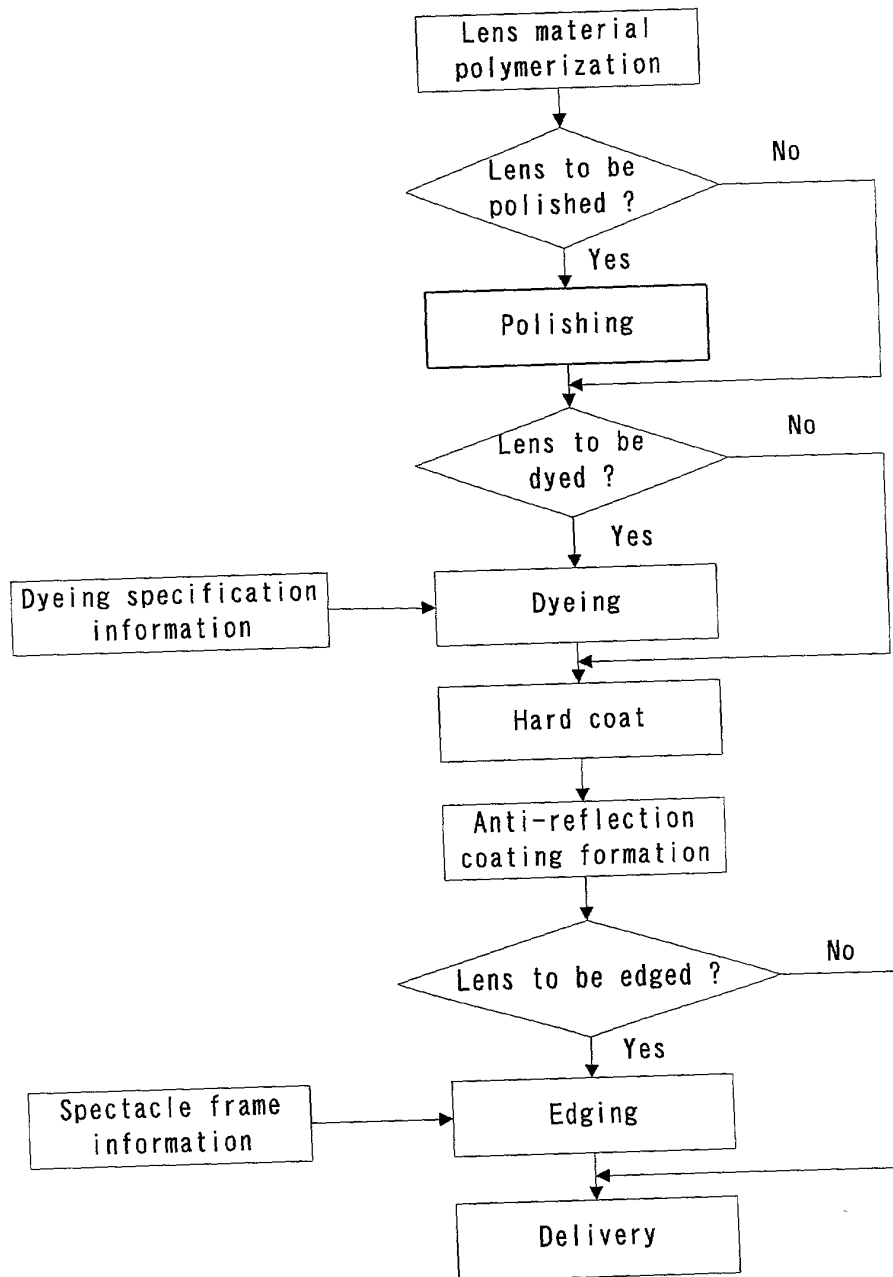 Lens material
polymerization
Lens to be
polished ?
No
Yes
Polishing
Lens to be
dyed ?
No
Yes
Dyeing specification
information
Dyeing
Hard coat
Anti-reflection
coating formation
Lens to be edged ?
No
Yes
Spectacle frame
information
Edging
Delivery